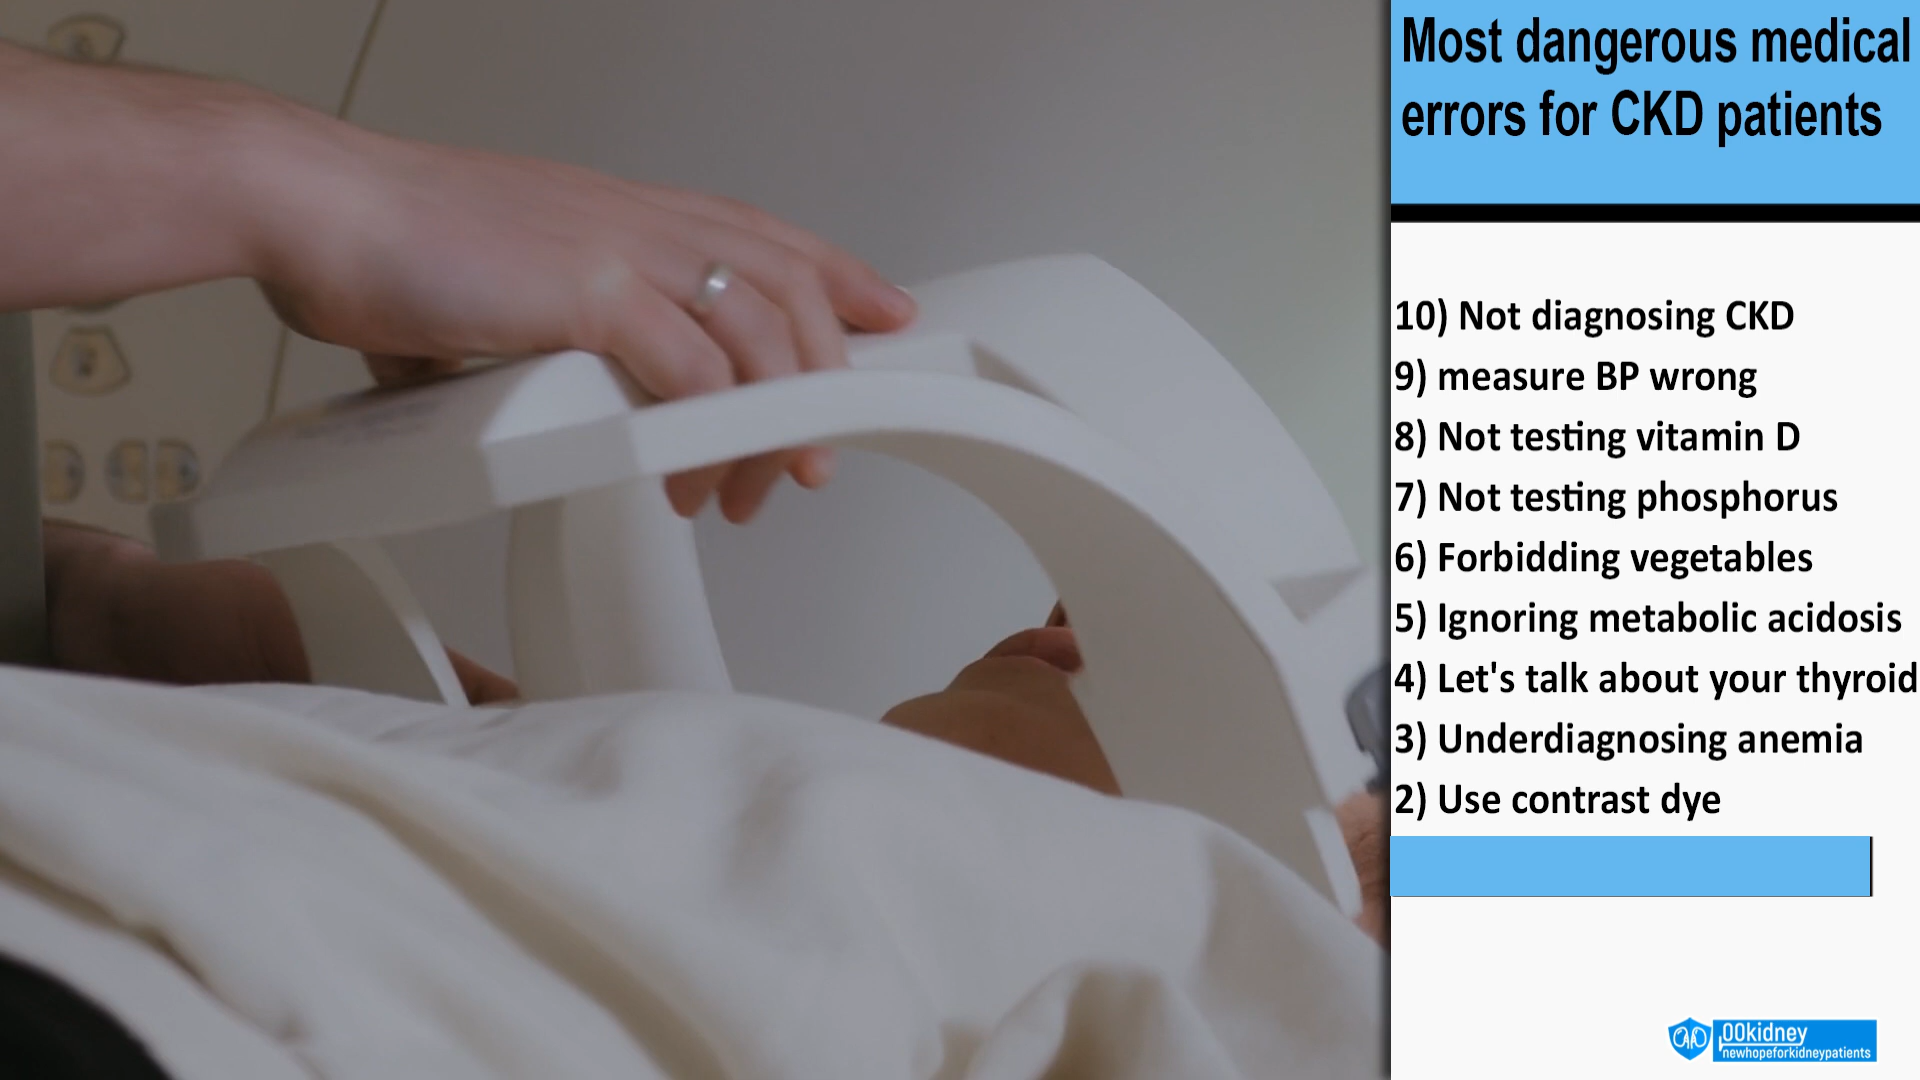 Most dangerous medical
errors for CKD patients
10) Not diagnosing CKD
9) measure BP wrong
8) Not testing vitamin D
7) Not testing phosphorus
6) Forbidding vegetables
5) Ignoring metabolic acidosis
4) Let's talk about your thyroid
3) Underdiagnosing anemia
2) Use contrast dye
00kidney
newhopeforkidneypatients